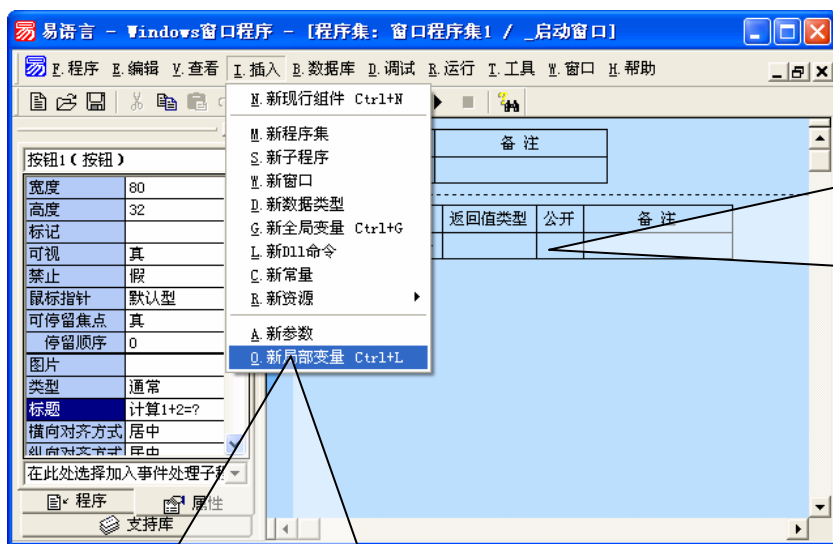 易语言 - Windows窗口程序 - [程序集: 窗口程序集1 / _启动窗口]
F.程序 E.编辑 V.查看 I.插入 B.数据库 D.调试 R.运行 T.工具 W.窗口 H.帮助
N.新现行组件 Ctrl+N
M.新程序集
S.新子程序
W.新窗口
D.新数据类型
G.新全局变量 Ctrl+G
L.新Dll命令
C.新常量
R.新资源
A.新参数
O.新局部变量 Ctrl+L
备 注
返回值类型 公开 备 注
按钮1(按钮)
宽度 80
高度 32
标记
可视 真
禁止 假
鼠标指针 默认型
可停留焦点 真
停留顺序 0
图片
类型 通常
标题 计算1+2=?
横向对齐方式 居中
纵向对齐方式 居中
在此处选择加入事件处理子程
程序 属性
支持库